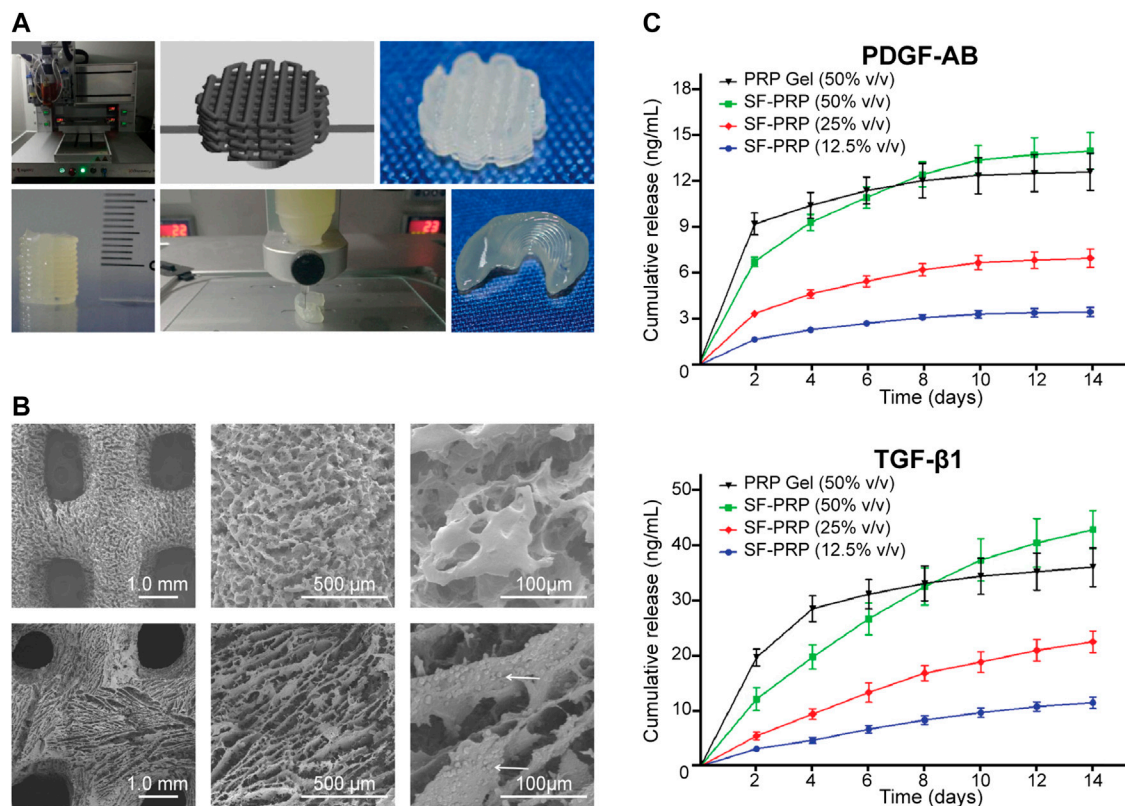 A
22
23
B
1.0 mm
500 µm
100µm
1.0 mm
500 µm
100µm
C
PDGF-AB
PRP Gel (50% v/v)
SF-PRP (50% v/v)
SF-PRP (25% v/v)
SF-PRP (12.5% v/v)
Cumulative release (ng/mL)
18
15
12
9
6
3
0
2 4 6 8 10 12 14
Time (days)
TGF-β1
PRP Gel (50% v/v)
SF-PRP (50% v/v)
SF-PRP (25% v/v)
SF-PRP (12.5% v/v)
Cumulative release (ng/mL)
50
40
30
20
10
0
2 4 6 8 10 12 14
Time (days)